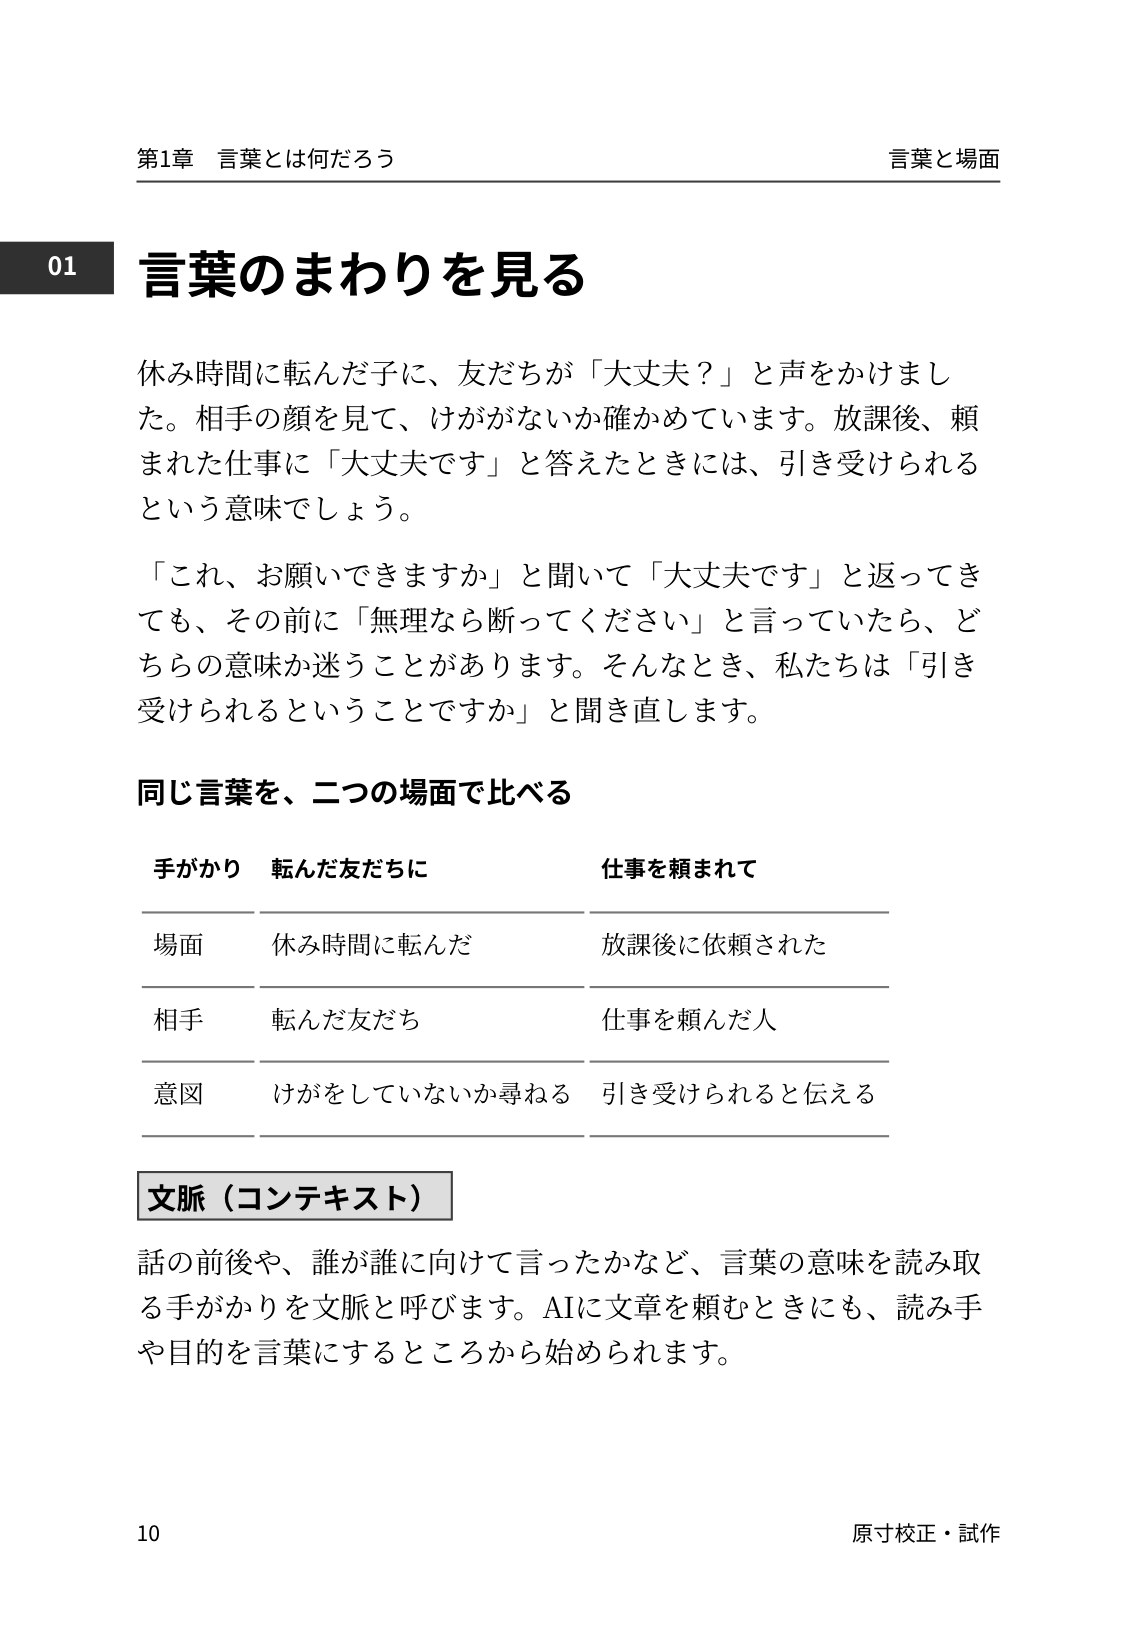 第1章　言葉とは何だろう　言葉と場面
01　言葉のまわりを見る
休み時間に転んだ子に、友だちが「大丈夫？」と声をかけまし
た。相手の顔を見て、けががないか確かめています。放課後、頼
まれた仕事に「大丈夫です」と答えたときには、引き受けられる
という意味でしょう。
「これ、お願いできますか」と聞いて「大丈夫です」と返ってき
ても、その前に「無理なら断ってください」と言っていたら、ど
ちらの意味か迷うことがあります。そんなとき、私たちは「引き
受けられるということですか」と聞き直します。
同じ言葉を、二つの場面で比べる
手がかり　転んだ友だちに　仕事を頼まれて
場面　休み時間に転んだ　放課後に依頼された
相手　転んだ友だち　仕事を頼んだ人
意図　けがをしていないか尋ねる　引き受けられると伝える
文脈（コンテキスト）
話の前後や、誰が誰に向けて言ったかなど、言葉の意味を読み取
る手がかりを文脈と呼びます。AIに文章を頼むときにも、読み手
や目的を言葉にするところから始められます。
10　原寸校正・試作